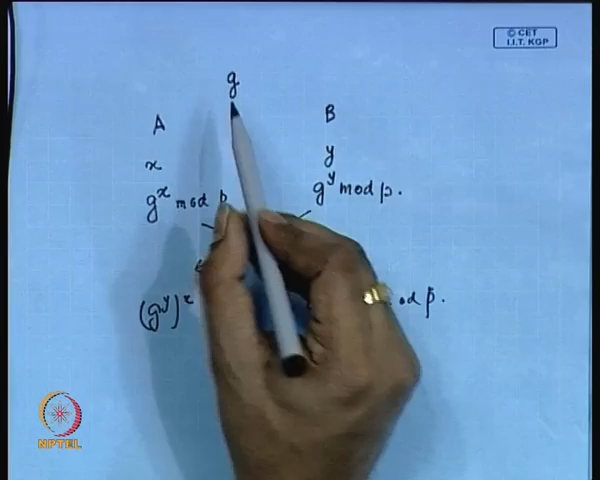 © CET
I.I.T. KGP
g
A B
x y
g^x mod p g^y mod p.
(g^y)^x od p.
NPTEL